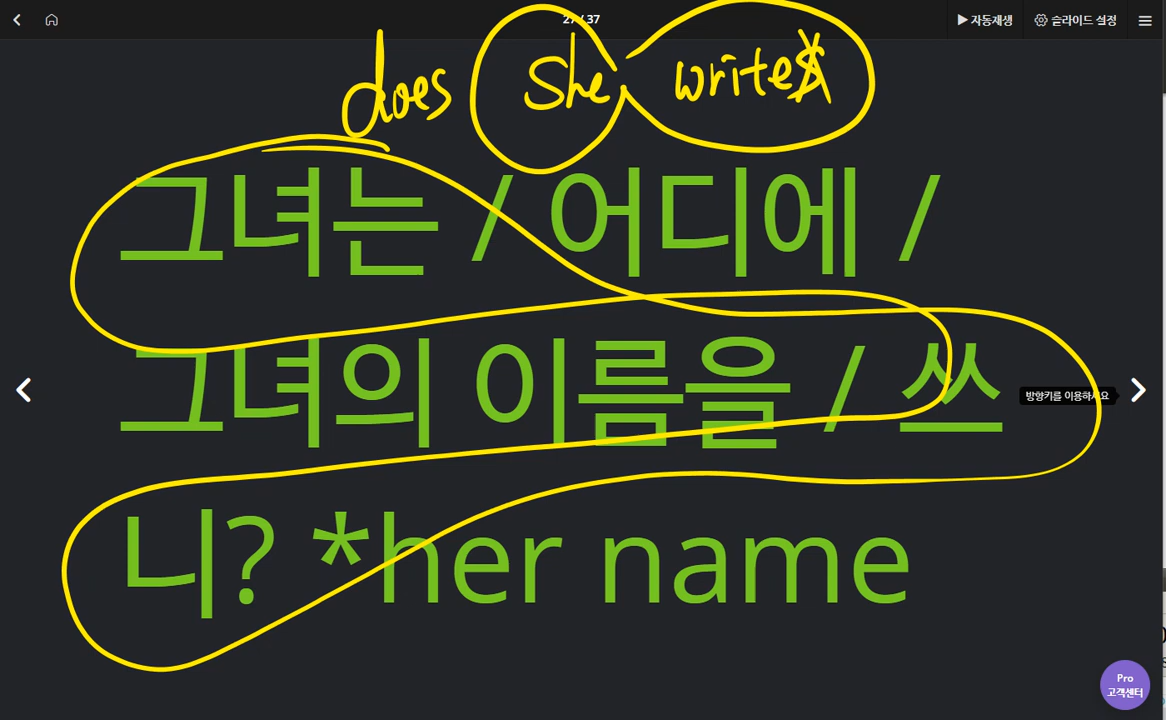 27 / 37
자동재생
슬라이드 설정
does she writes
그녀는 / 어디에 /
그녀의 이름을 / 쓰
방향키를 이용하세요
니? *her name
Pro
고객센터